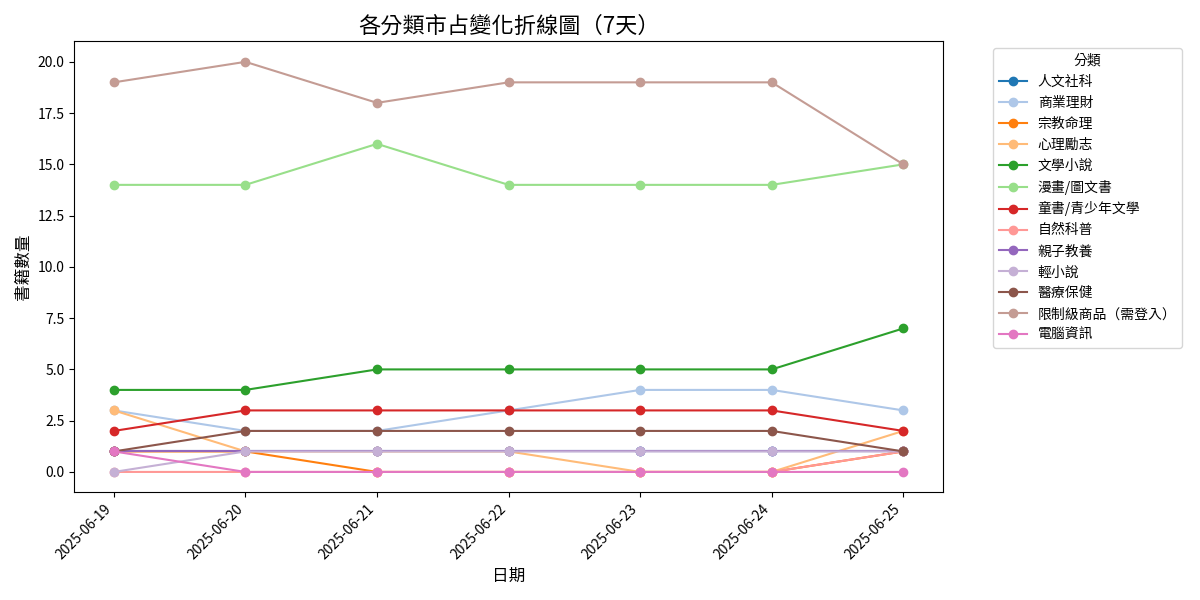 各分類市占變化折線圖（7天）
書籍數量
20.0
17.5
15.0
12.5
10.0
7.5
5.0
2.5
0.0
2025-06-19
2025-06-20
2025-06-21
2025-06-22
2025-06-23
2025-06-24
2025-06-25
日期
分類
人文社科
商業理財
宗教命理
心理勵志
文學小說
漫畫/圖文書
童書/青少年文學
自然科普
親子教養
輕小說
醫療保健
限制級商品（需登入）
電腦資訊